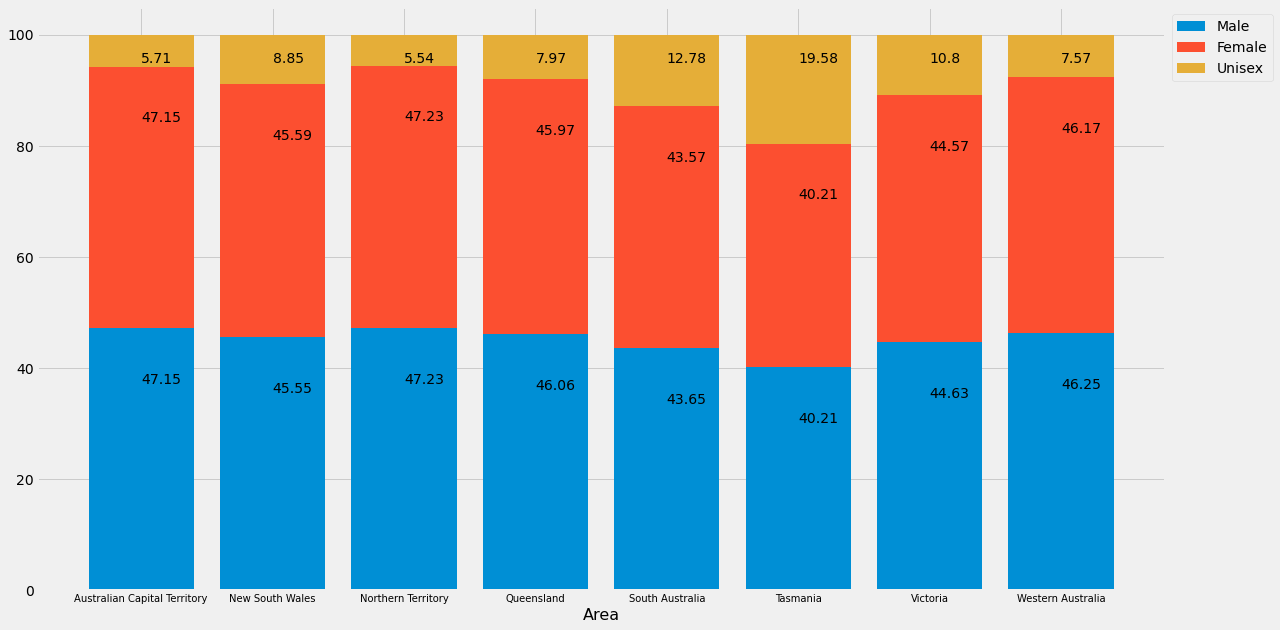 Male
Female
Unisex
100
80
60
40
20
0
5.71 8.85 5.54 7.97 12.78 19.58 10.8 7.57
47.15 45.59 47.23 45.97 43.57 40.21 44.57 46.17
47.15 45.55 47.23 46.06 43.65 40.21 44.63 46.25
Australian Capital Territory New South Wales Northern Territory Queensland South Australia Tasmania Victoria Western Australia
Area